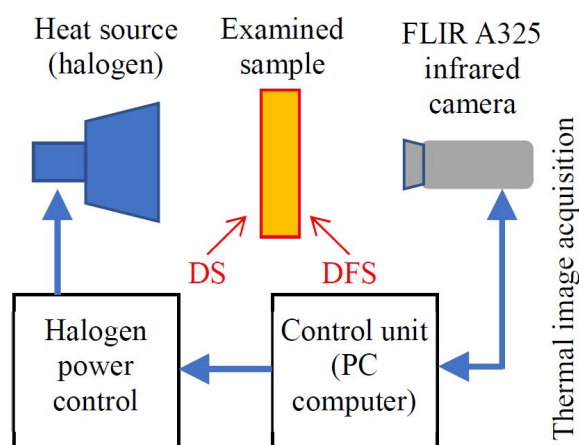 Heat source
(halogen)
Examined
sample
FLIR A325
infrared
camera
DS
DFS
Halogen
power
control
Control unit
(PC
computer)
Thermal image acquisition